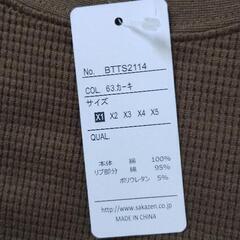 No. BTTS2114
COL. 63.カーキ
サイズ
X1 X2 X3 X4 X5
QUAL.
本体 綿 100%
リブ部分 綿 95%
ポリウレタン 5%
http://www.sakazen.co.jp
MADE IN CHINA